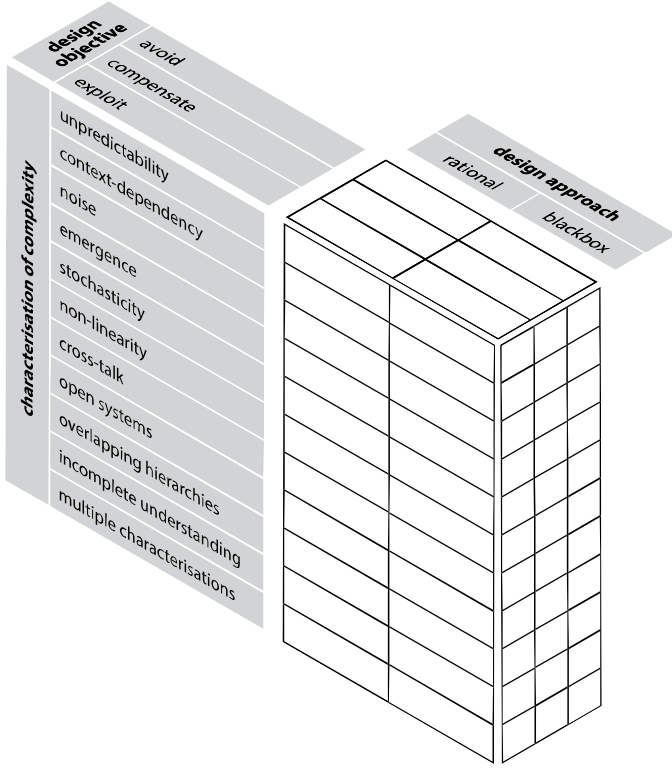 design
objective
avoid
compensate
exploit
characterisation of complexity
unpredictability
context-dependency
noise
emergence
stochasticity
non-linearity
cross-talk
open systems
overlapping hierarchies
incomplete understanding
multiple characterisations
design approach
rational
blackbox